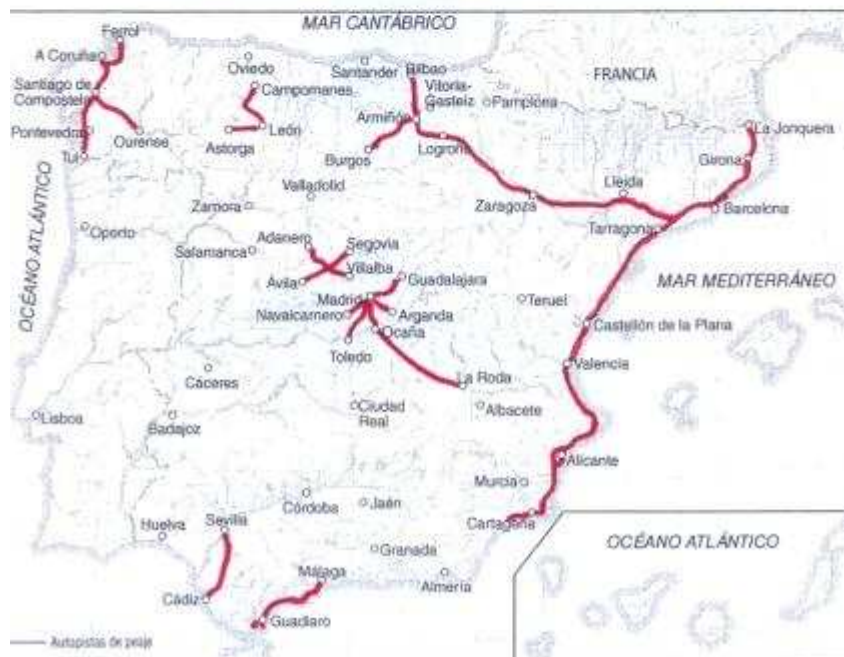 MAR CANTÁBRICO
Ferrol
A Coruña
Oviedo
Santander
Bilbao
FRANCIA
Santiago de
Compostela
Campomanes
Vitoria-
Gasteiz
Pamplona
Armiñón
La Jonquera
Pontevedra
Ourense
Astorga
León
Burgos
Logroño
Girona
Tui
Valladolid
Lleida
Zamora
Zaragoza
Barcelona
OCÉANO ATLÁNTICO
Oporto
Adanero
Segovia
Tarragona
Salamanca
Villalba
Guadalajara
MAR MEDITERRÁNEO
Ávila
Madrid
Teruel
Navalcarnero
Arganda
Ocaña
Castellón de la Plana
Toledo
Cáceres
La Roda
Valencia
Lisboa
Badajoz
Ciudad
Real
Albacete
Alicante
Murcia
Córdoba
Jaén
Sevilla
Cartagena
Huelva
Granada
OCÉANO ATLÁNTICO
Málaga
Almería
Cádiz
Guadiaro
Autopistas de peaje